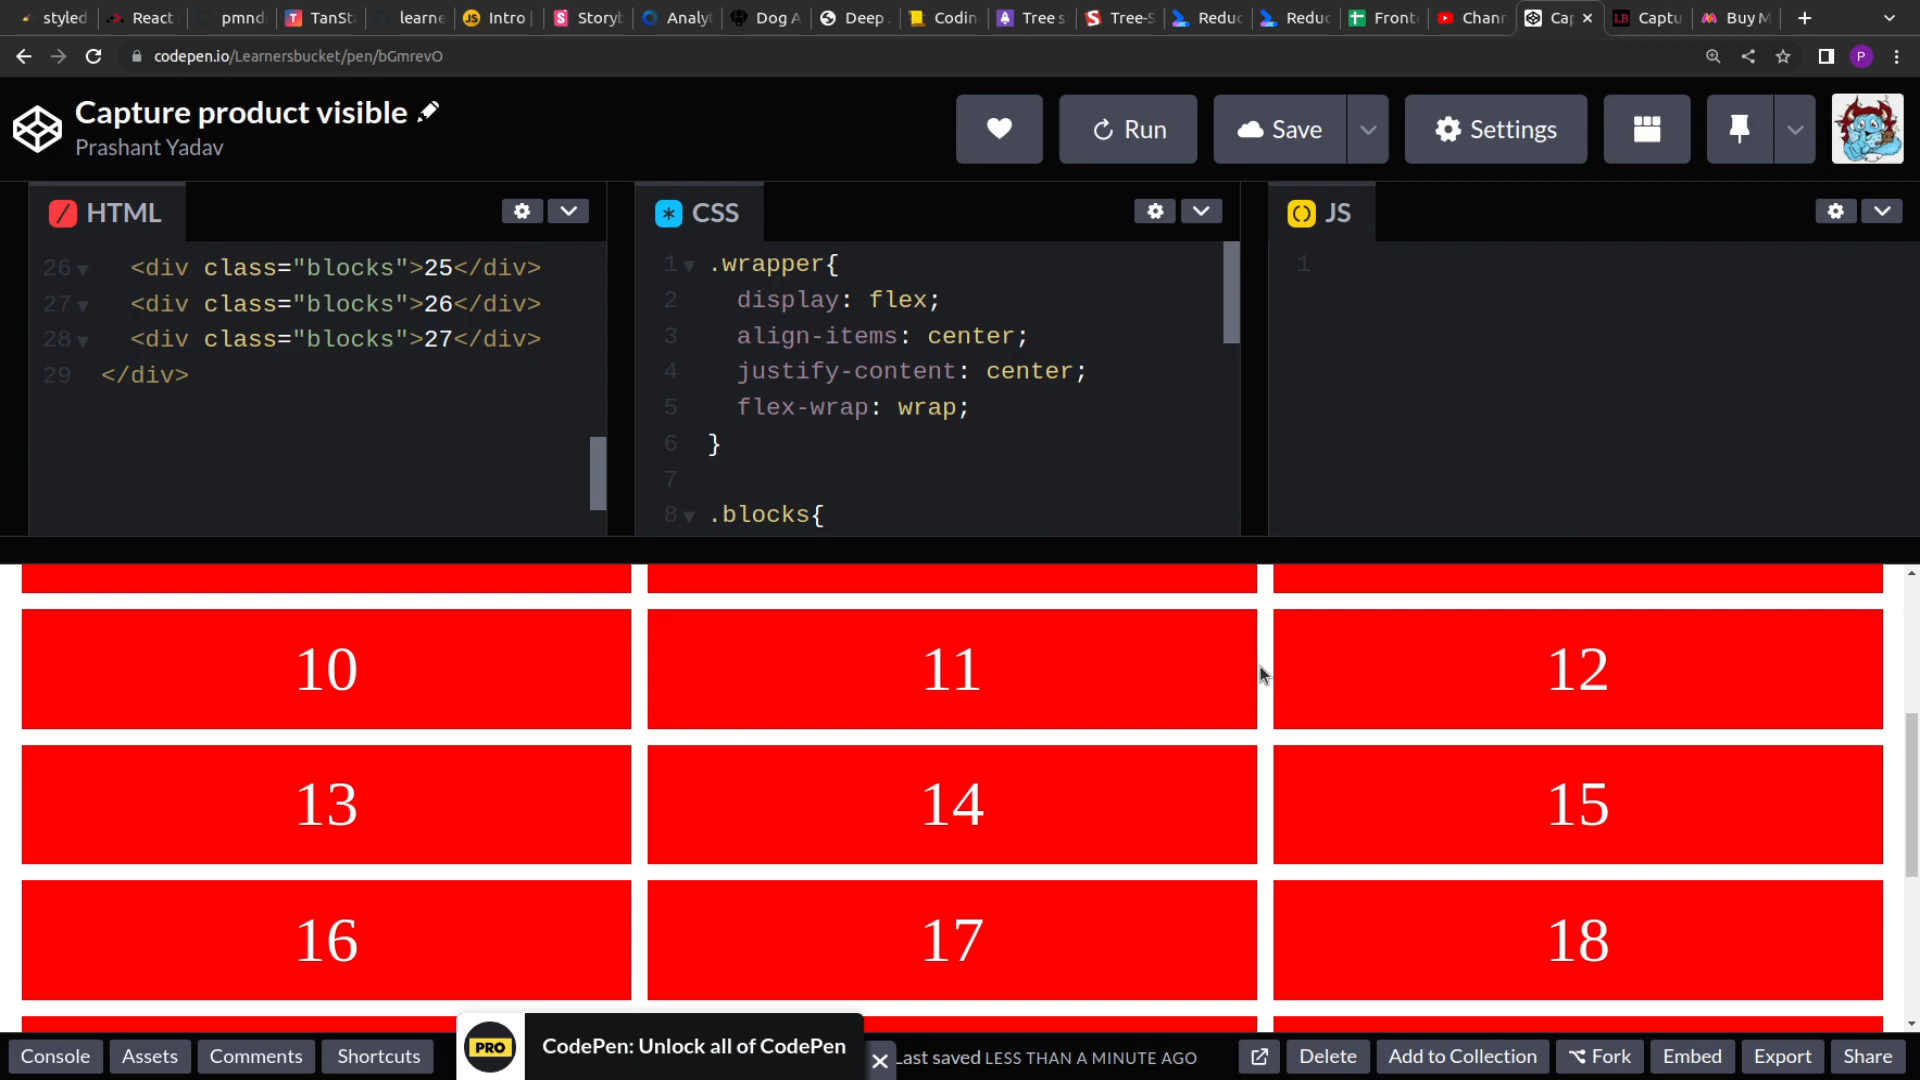 styled
React
pmnd
TanSta
learne
Intro
Storyb
Analyt
Dog A
Deep
Codin
Tree s
Tree-S
Reduc
Reduc
Front
Chann
Cap
Captu
Buy M
codepen.io/Learnersbucket/pen/bGmrevO
P
Capture product visible
Prashant Yadav
Run
Save
Settings
HTML
26 <div class="blocks">25</div>
27 <div class="blocks">26</div>
28 <div class="blocks">27</div>
29 </div>
CSS
1 .wrapper{
2 display: flex;
3 align-items: center;
4 justify-content: center;
5 flex-wrap: wrap;
6 }
7
8 .blocks{
JS
1
10 11 12
13 14 15
16 17 18
Console
Assets
Comments
Shortcuts
PRO
CodePen: Unlock all of CodePen
Last saved LESS THAN A MINUTE AGO
Delete
Add to Collection
Fork
Embed
Export
Share